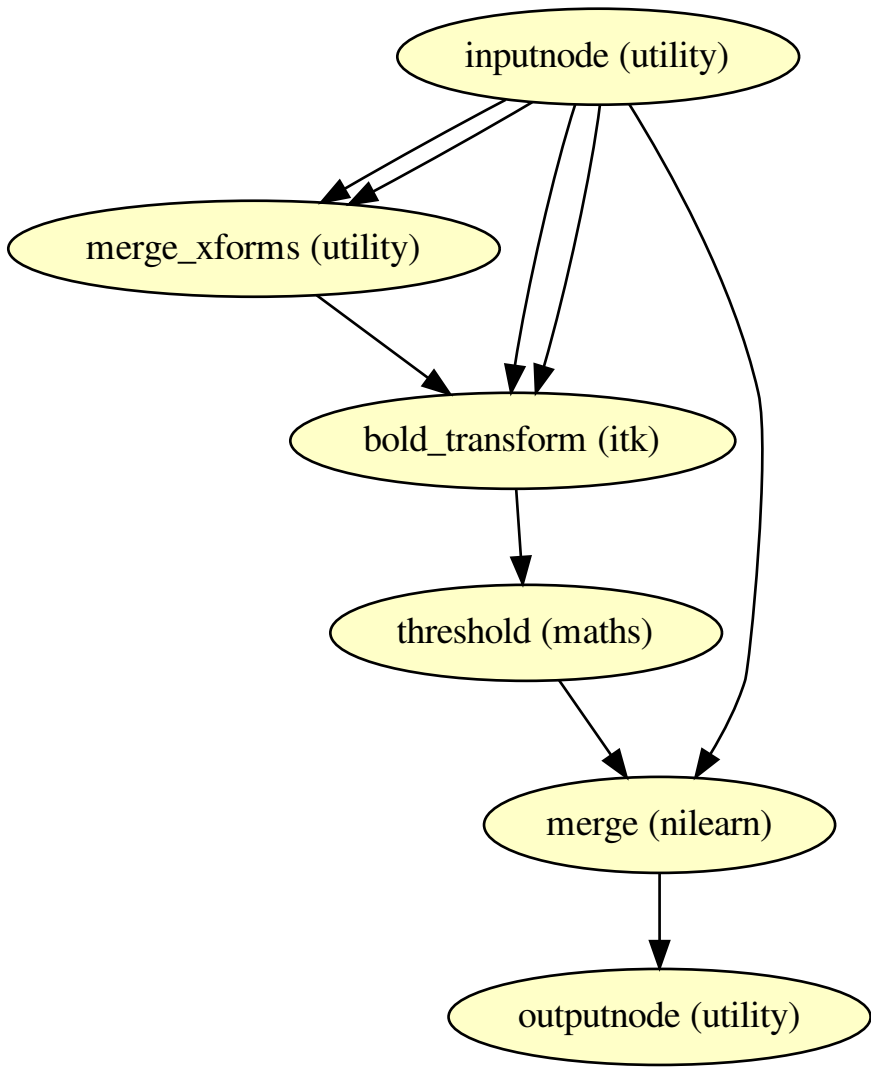 inputnode (utility)
merge_xforms (utility)
bold_transform (itk)
threshold (maths)
merge (nilearn)
outputnode (utility)